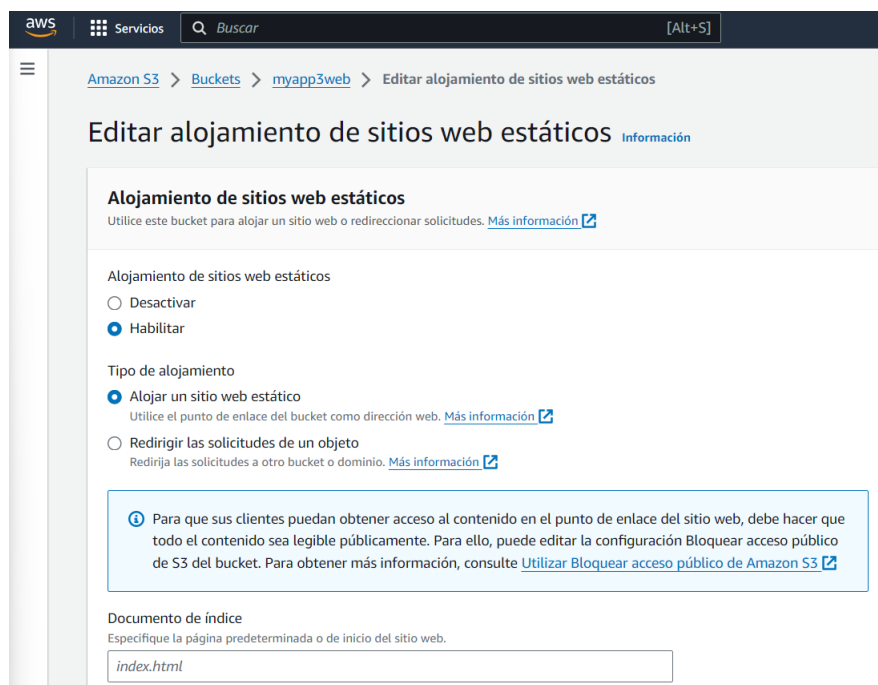 aws Servicios Buscar [Alt+S]
Amazon S3 > Buckets > myapp3web > Editar alojamiento de sitios web estáticos
Editar alojamiento de sitios web estáticos Información
Alojamiento de sitios web estáticos
Utilice este bucket para alojar un sitio web o redireccionar solicitudes. Más información
Alojamiento de sitios web estáticos
Desactivar
Habilitar
Tipo de alojamiento
Alojar un sitio web estático
Utilice el punto de enlace del bucket como dirección web. Más información
Redirigir las solicitudes de un objeto
Redirija las solicitudes a otro bucket o dominio. Más información
Para que sus clientes puedan obtener acceso al contenido en el punto de enlace del sitio web, debe hacer que
todo el contenido sea legible públicamente. Para ello, puede editar la configuración Bloquear acceso público
de S3 del bucket. Para obtener más información, consulte Utilizar Bloquear acceso público de Amazon S3
Documento de índice
Especifique la página predeterminada o de inicio del sitio web.
index.html